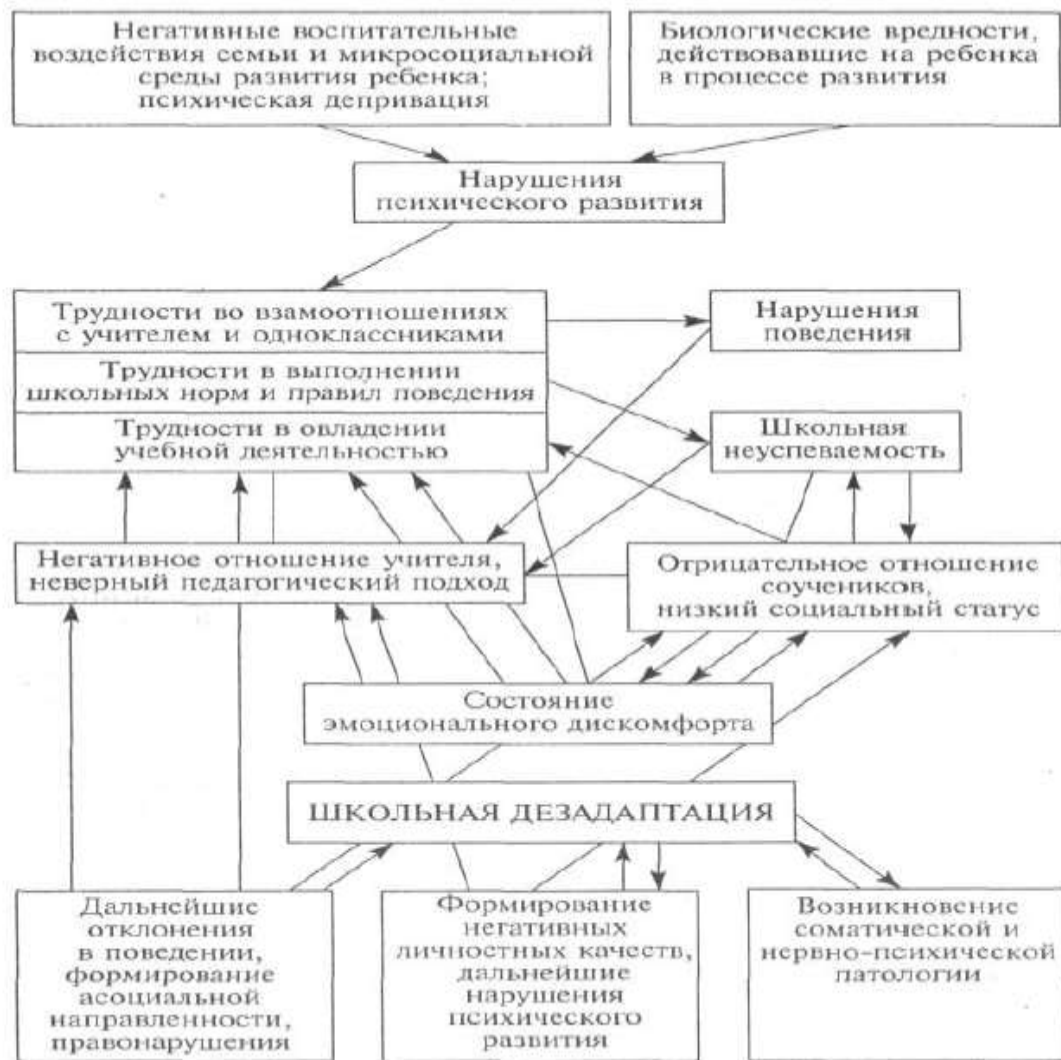 Негативные воспитательные
воздействия семьи и микросоциальной
среды развития ребенка;
психическая депривация
Биологические вредности,
действовавшие на ребенка
в процессе развития
Нарушения
психического развития
Трудности во взамоотношениях
с учителем и одноклассниками
Трудности в выполнении
школьных норм и правил поведения
Трудности в овладении
учебной деятельностью
Нарушения
поведения
Школьная
неуспеваемость
Негативное отношение учителя,
неверный педагогический подход
Отрицательное отношение
соучеников,
низкий социальный статус
Состояние
эмоционального дискомфорта
ШКОЛЬНАЯ ДЕЗАДАПТАЦИЯ
Дальнейшие
отклонения
в поведении,
формирование
асоциальной
направленности,
правонарушения
Формирование
негативных
личностных качеств,
дальнейшие
нарушения
психического
развития
Возникновение
соматической и
нервно-психической
патологии